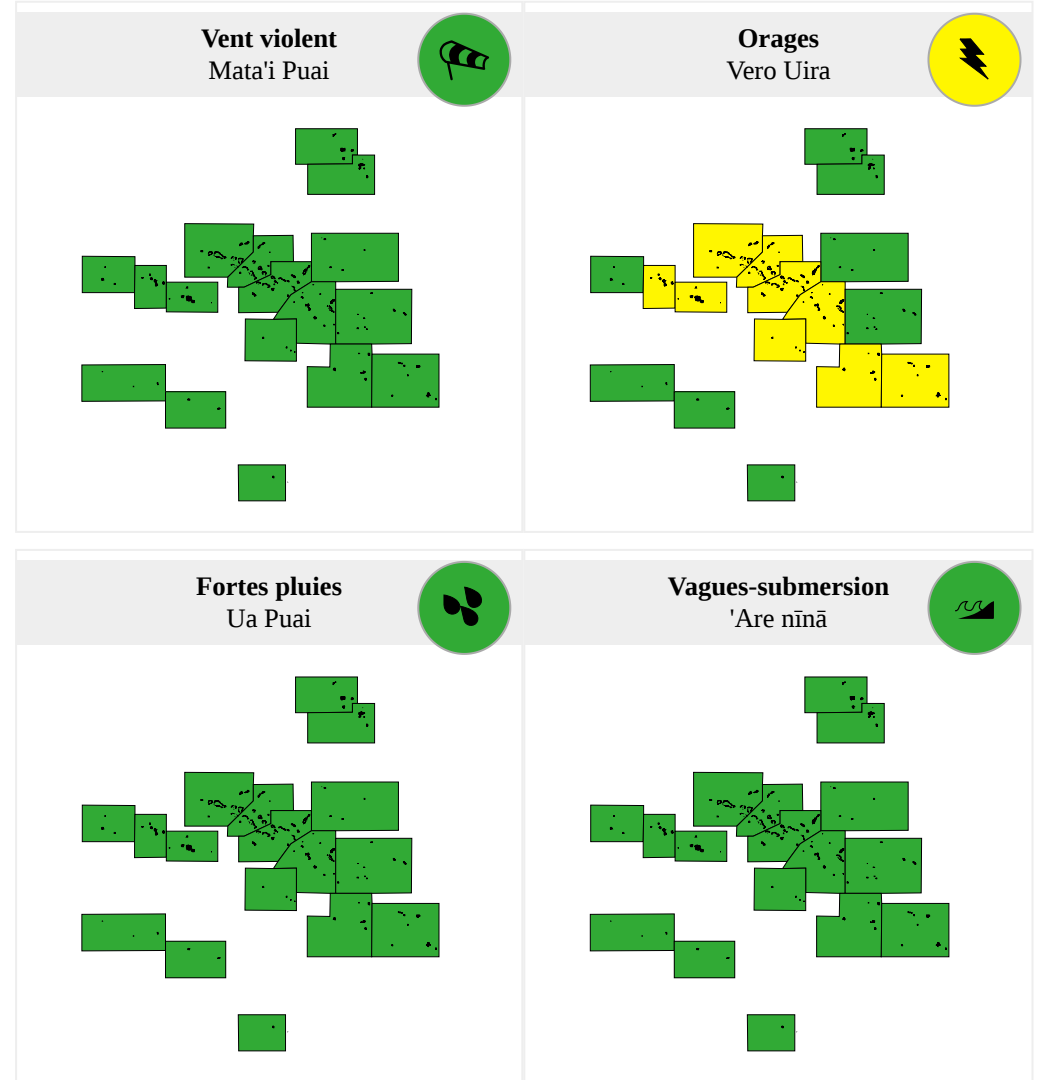 Vent violent
Mata'i Puai
Orages
Vero Uira
Fortes pluies
Ua Puai
Vagues-submersion
'Are nīnā